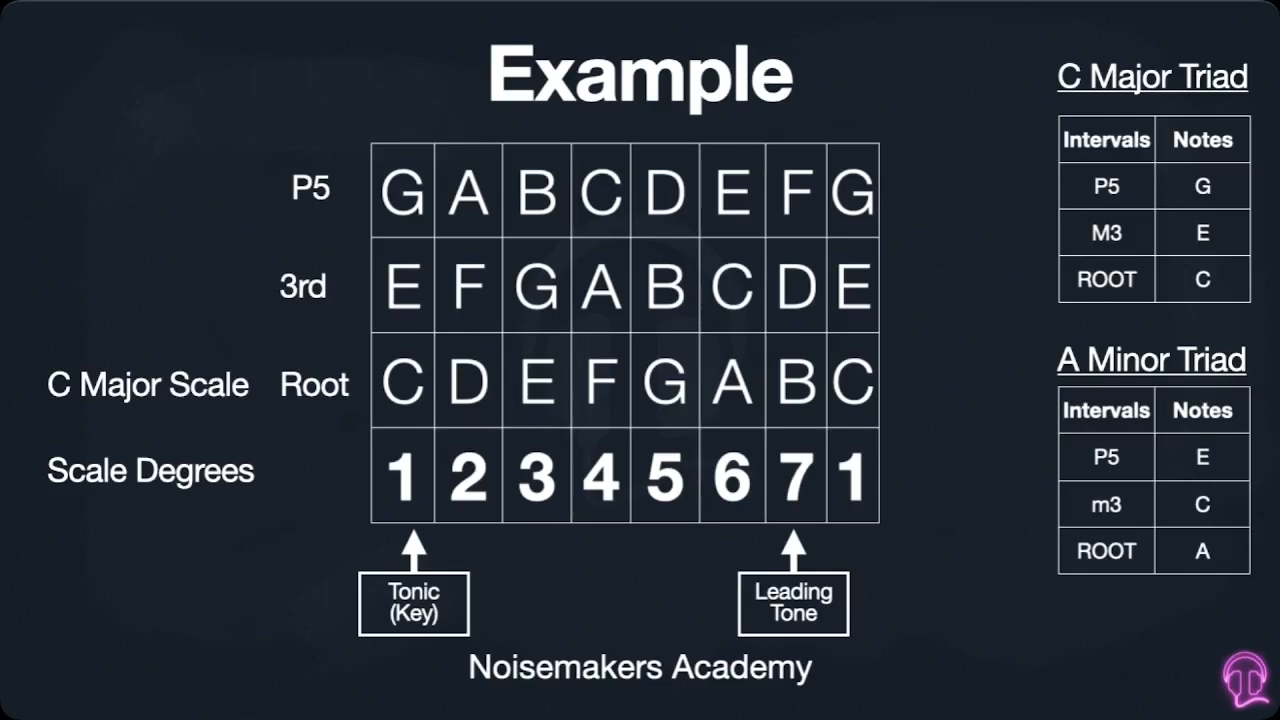 Example
P5 G A B C D E F G
3rd E F G A B C D E
C Major Scale Root C D E F G A B C
Scale Degrees 1 2 3 4 5 6 7 1
Tonic
(Key)
Leading
Tone
Noisemakers Academy
C Major Triad
Intervals Notes
P5 G
M3 E
ROOT C
A Minor Triad
Intervals Notes
P5 E
m3 C
ROOT A